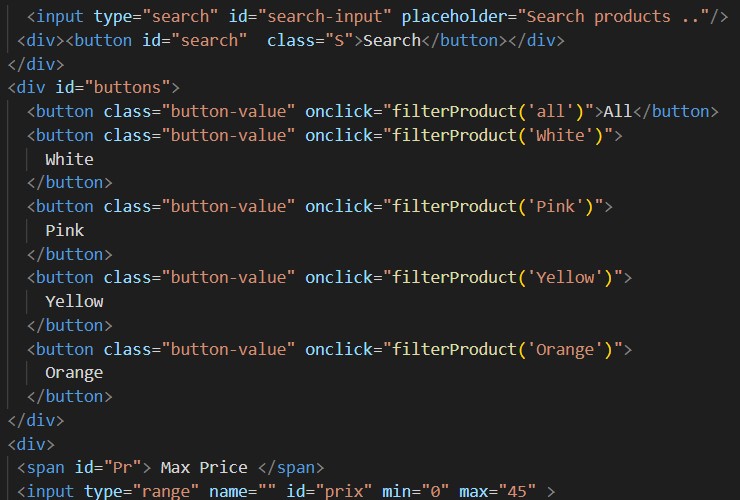 <input type="search" id="search-input" placeholder="Search products .."/>
<div><button id="search"  class="S">Search</button></div>
</div>
<div id="buttons">
<button class="button-value" onclick="filterProduct('all')">All</button>
<button class="button-value" onclick="filterProduct('White')">
White
</button>
<button class="button-value" onclick="filterProduct('Pink')">
Pink
</button>
<button class="button-value" onclick="filterProduct('Yellow')">
Yellow
</button>
<button class="button-value" onclick="filterProduct('Orange')">
Orange
</button>
</div>
<div>
<span id="Pr"> Max Price </span>
<input type="range" name="" id="prix" min="0" max="45" >